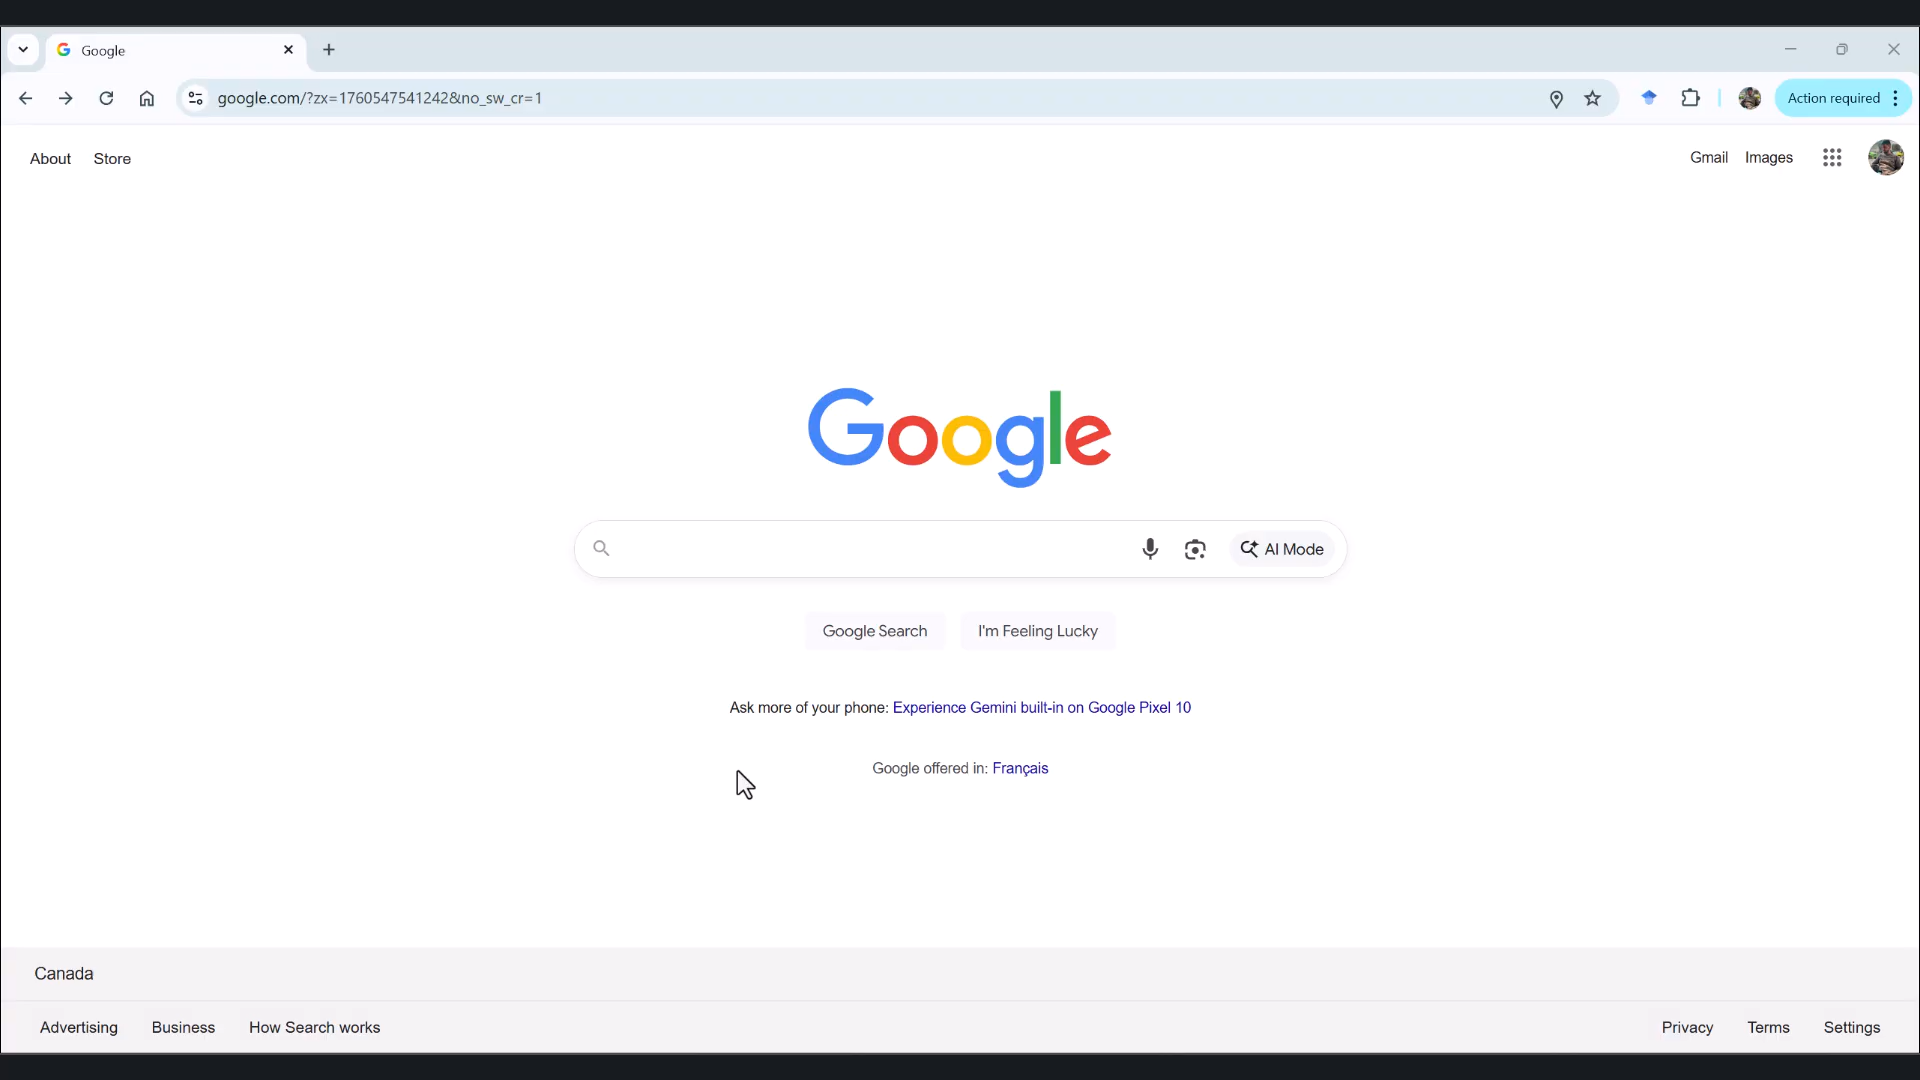 Google
google.com/?zx=1760547541242&no_sw_cr=1
Action required
About Store
Gmail Images
Google
AI Mode
Google Search I'm Feeling Lucky
Ask more of your phone: Experience Gemini built-in on Google Pixel 10
Google offered in: Français
Canada
Advertising Business How Search works
Privacy Terms Settings